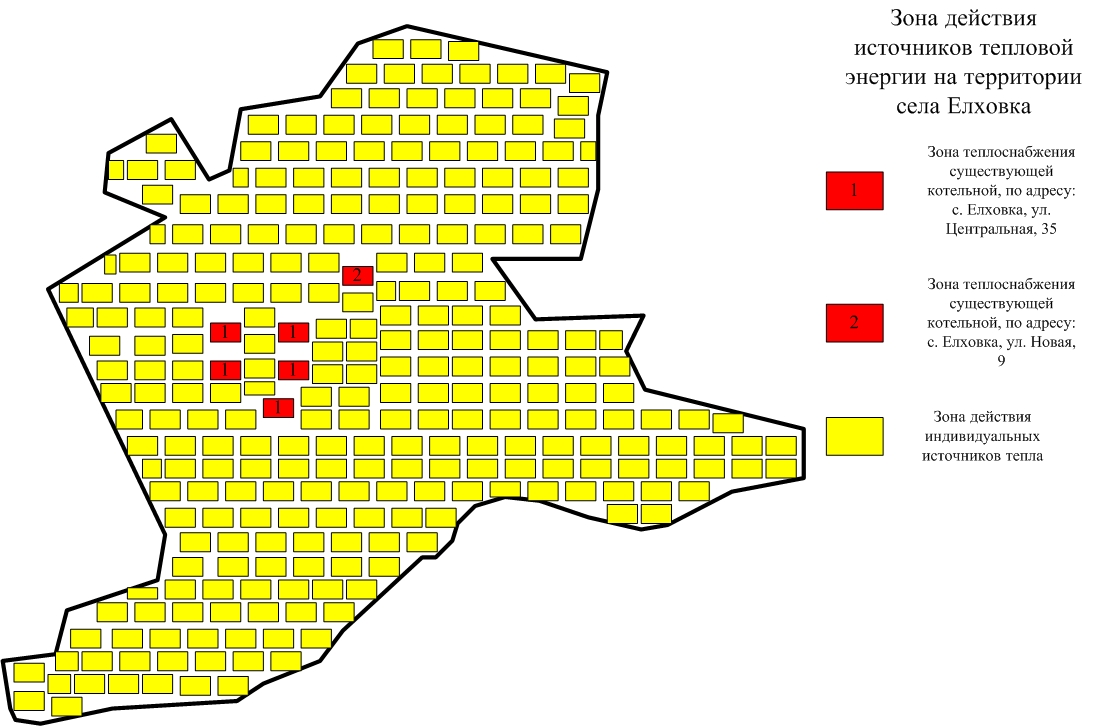 Зона действия
источников тепловой
энергии на территории
села Елховка
Зона теплоснабжения
существующей
котельной, по адресу:
с. Елховка, ул.
Центральная, 35
1
Зона теплоснабжения
существующей
котельной, по адресу:
с. Елховка, ул. Новая,
9
2
Зона действия
индивидуальных
источников тепла
2
1 1
1 1
1